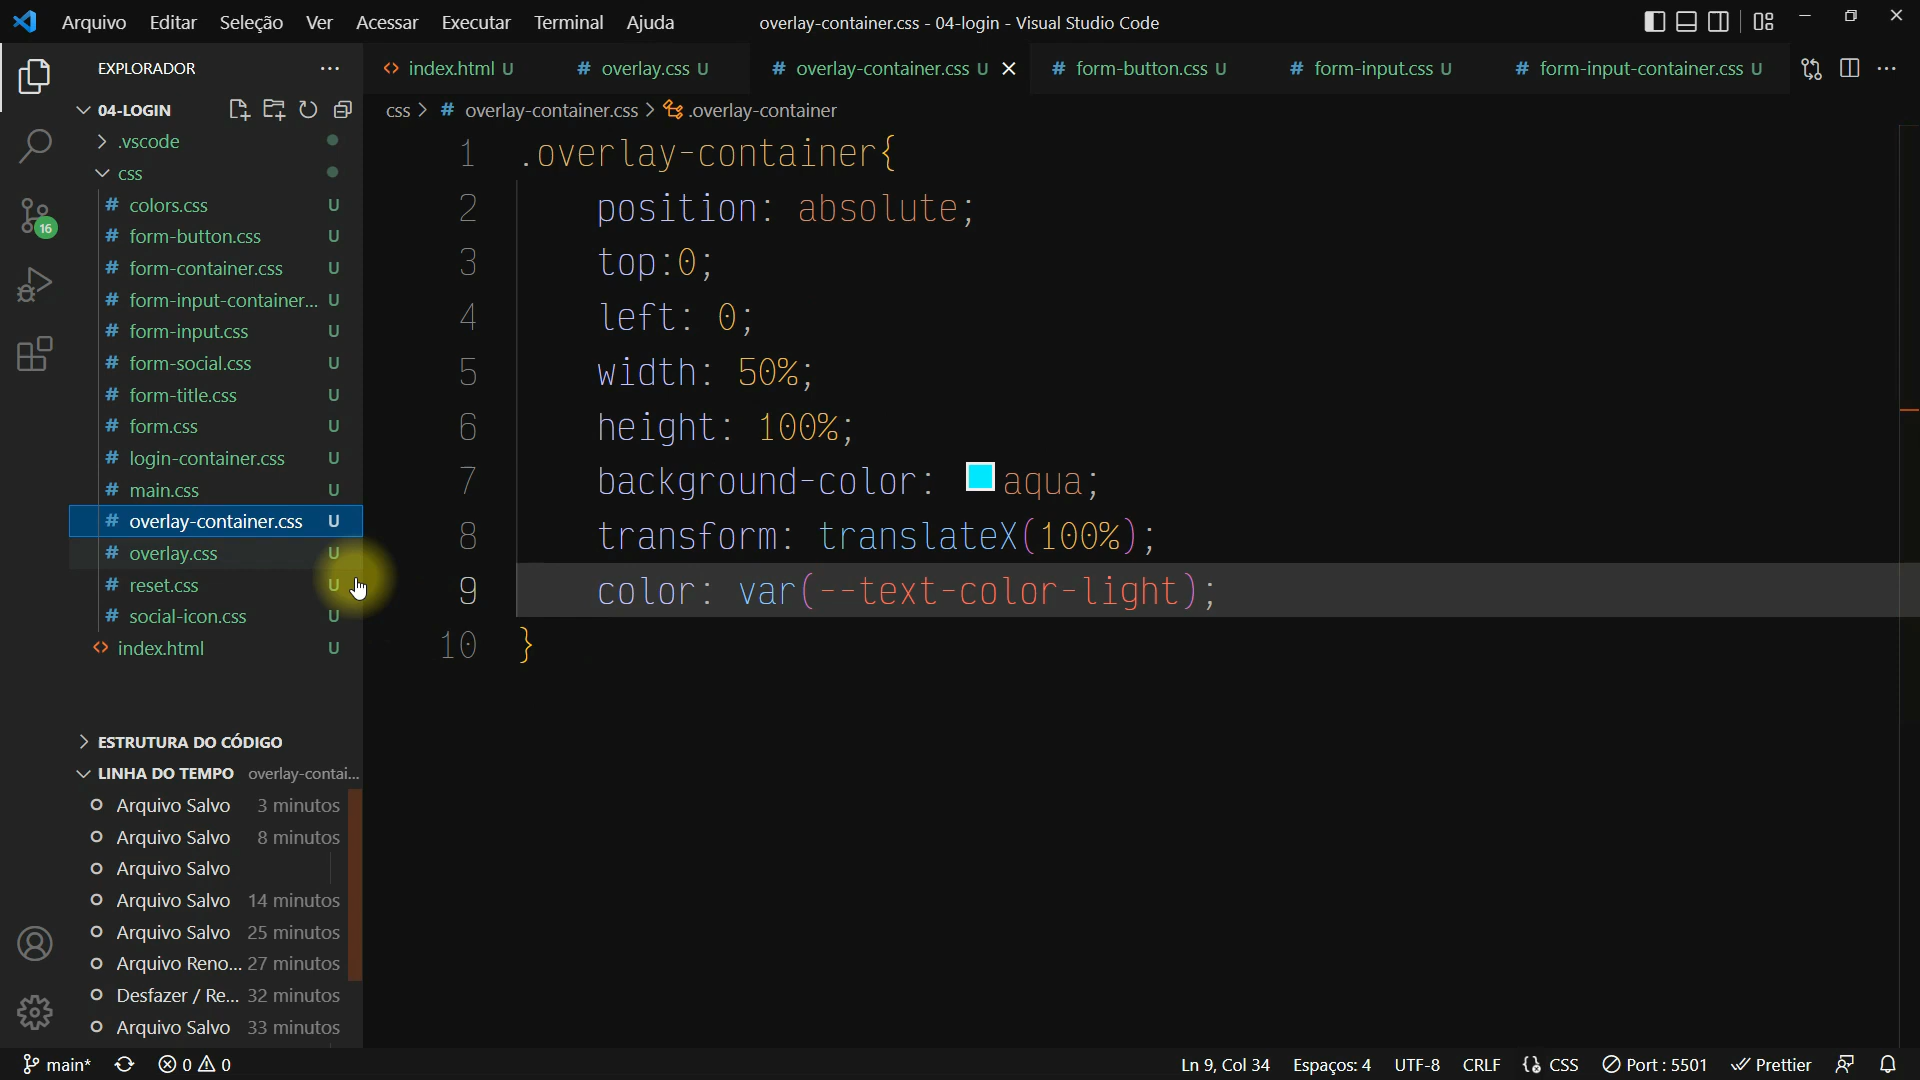 Arquivo Editar Seleção Ver Acessar Executar Terminal Ajuda
overlay-container.css - 04-login - Visual Studio Code
EXPLORADOR
index.html U # overlay.css U # overlay-container.css U # form-button.css U # form-input.css U # form-input-container.css U
04-LOGIN
css > # overlay-container.css > .overlay-container
.vscode
css
# colors.css U
# form-button.css U
# form-container.css U
# form-input-container... U
# form-input.css U
# form-social.css U
# form-title.css U
# form.css U
# login-container.css U
# main.css U
# overlay-container.css U
# overlay.css U
# reset.css U
# social-icon.css U
index.html U
16
1 .overlay-container{
2 position: absolute;
3 top:0;
4 left: 0;
5 width: 50%;
6 height: 100%;
7 background-color: aqua;
8 transform: translateX(100%);
9 color: var(--text-color-light);
10 }
ESTRUTURA DO CÓDIGO
LINHA DO TEMPO overlay-contai...
Arquivo Salvo 3 minutos
Arquivo Salvo 8 minutos
Arquivo Salvo
Arquivo Salvo 14 minutos
Arquivo Salvo 25 minutos
Arquivo Reno... 27 minutos
Desfazer / Re... 32 minutos
Arquivo Salvo 33 minutos
main* 0 0 Ln 9, Col 34 Espaços: 4 UTF-8 CRLF {} CSS Port : 5501 Prettier